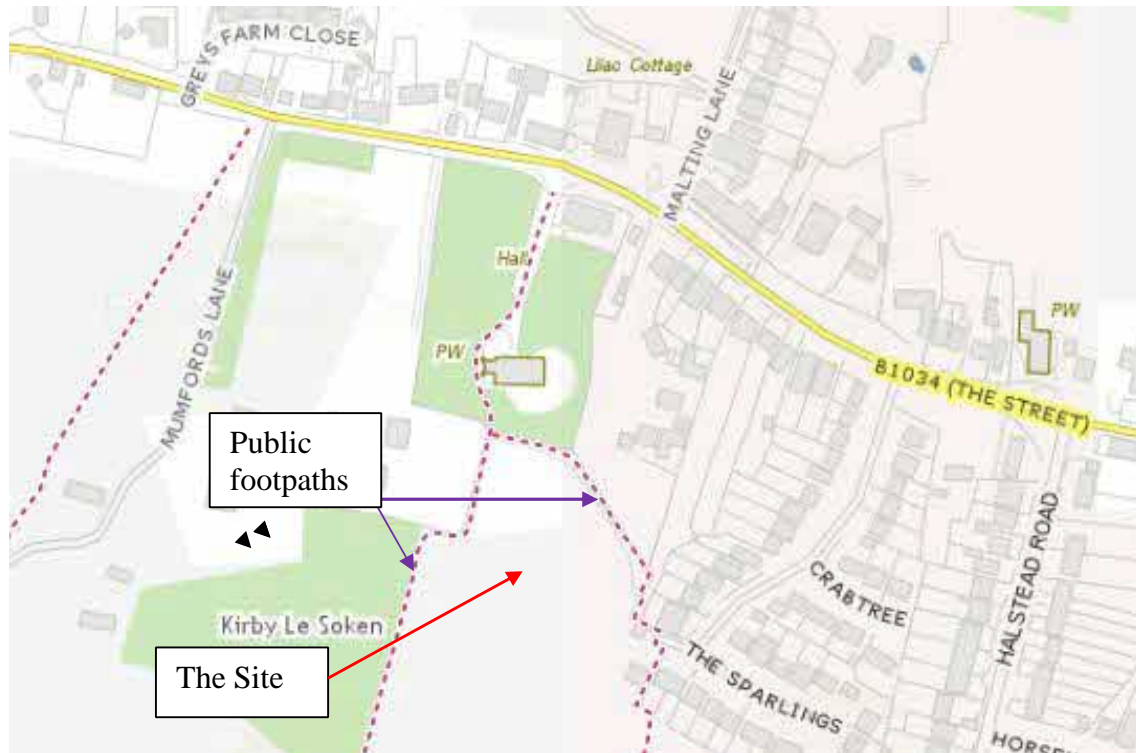 GREYS FARM CLOSE
Lilac Cottage
MALTING LANE
Hall
MUMFORDS LANE
PW
PW
B1034 (THE STREET)
Public
footpaths
CRABTREE
HALSTEAD ROAD
Kirby Le Soken
The Site
THE SPARLINGS